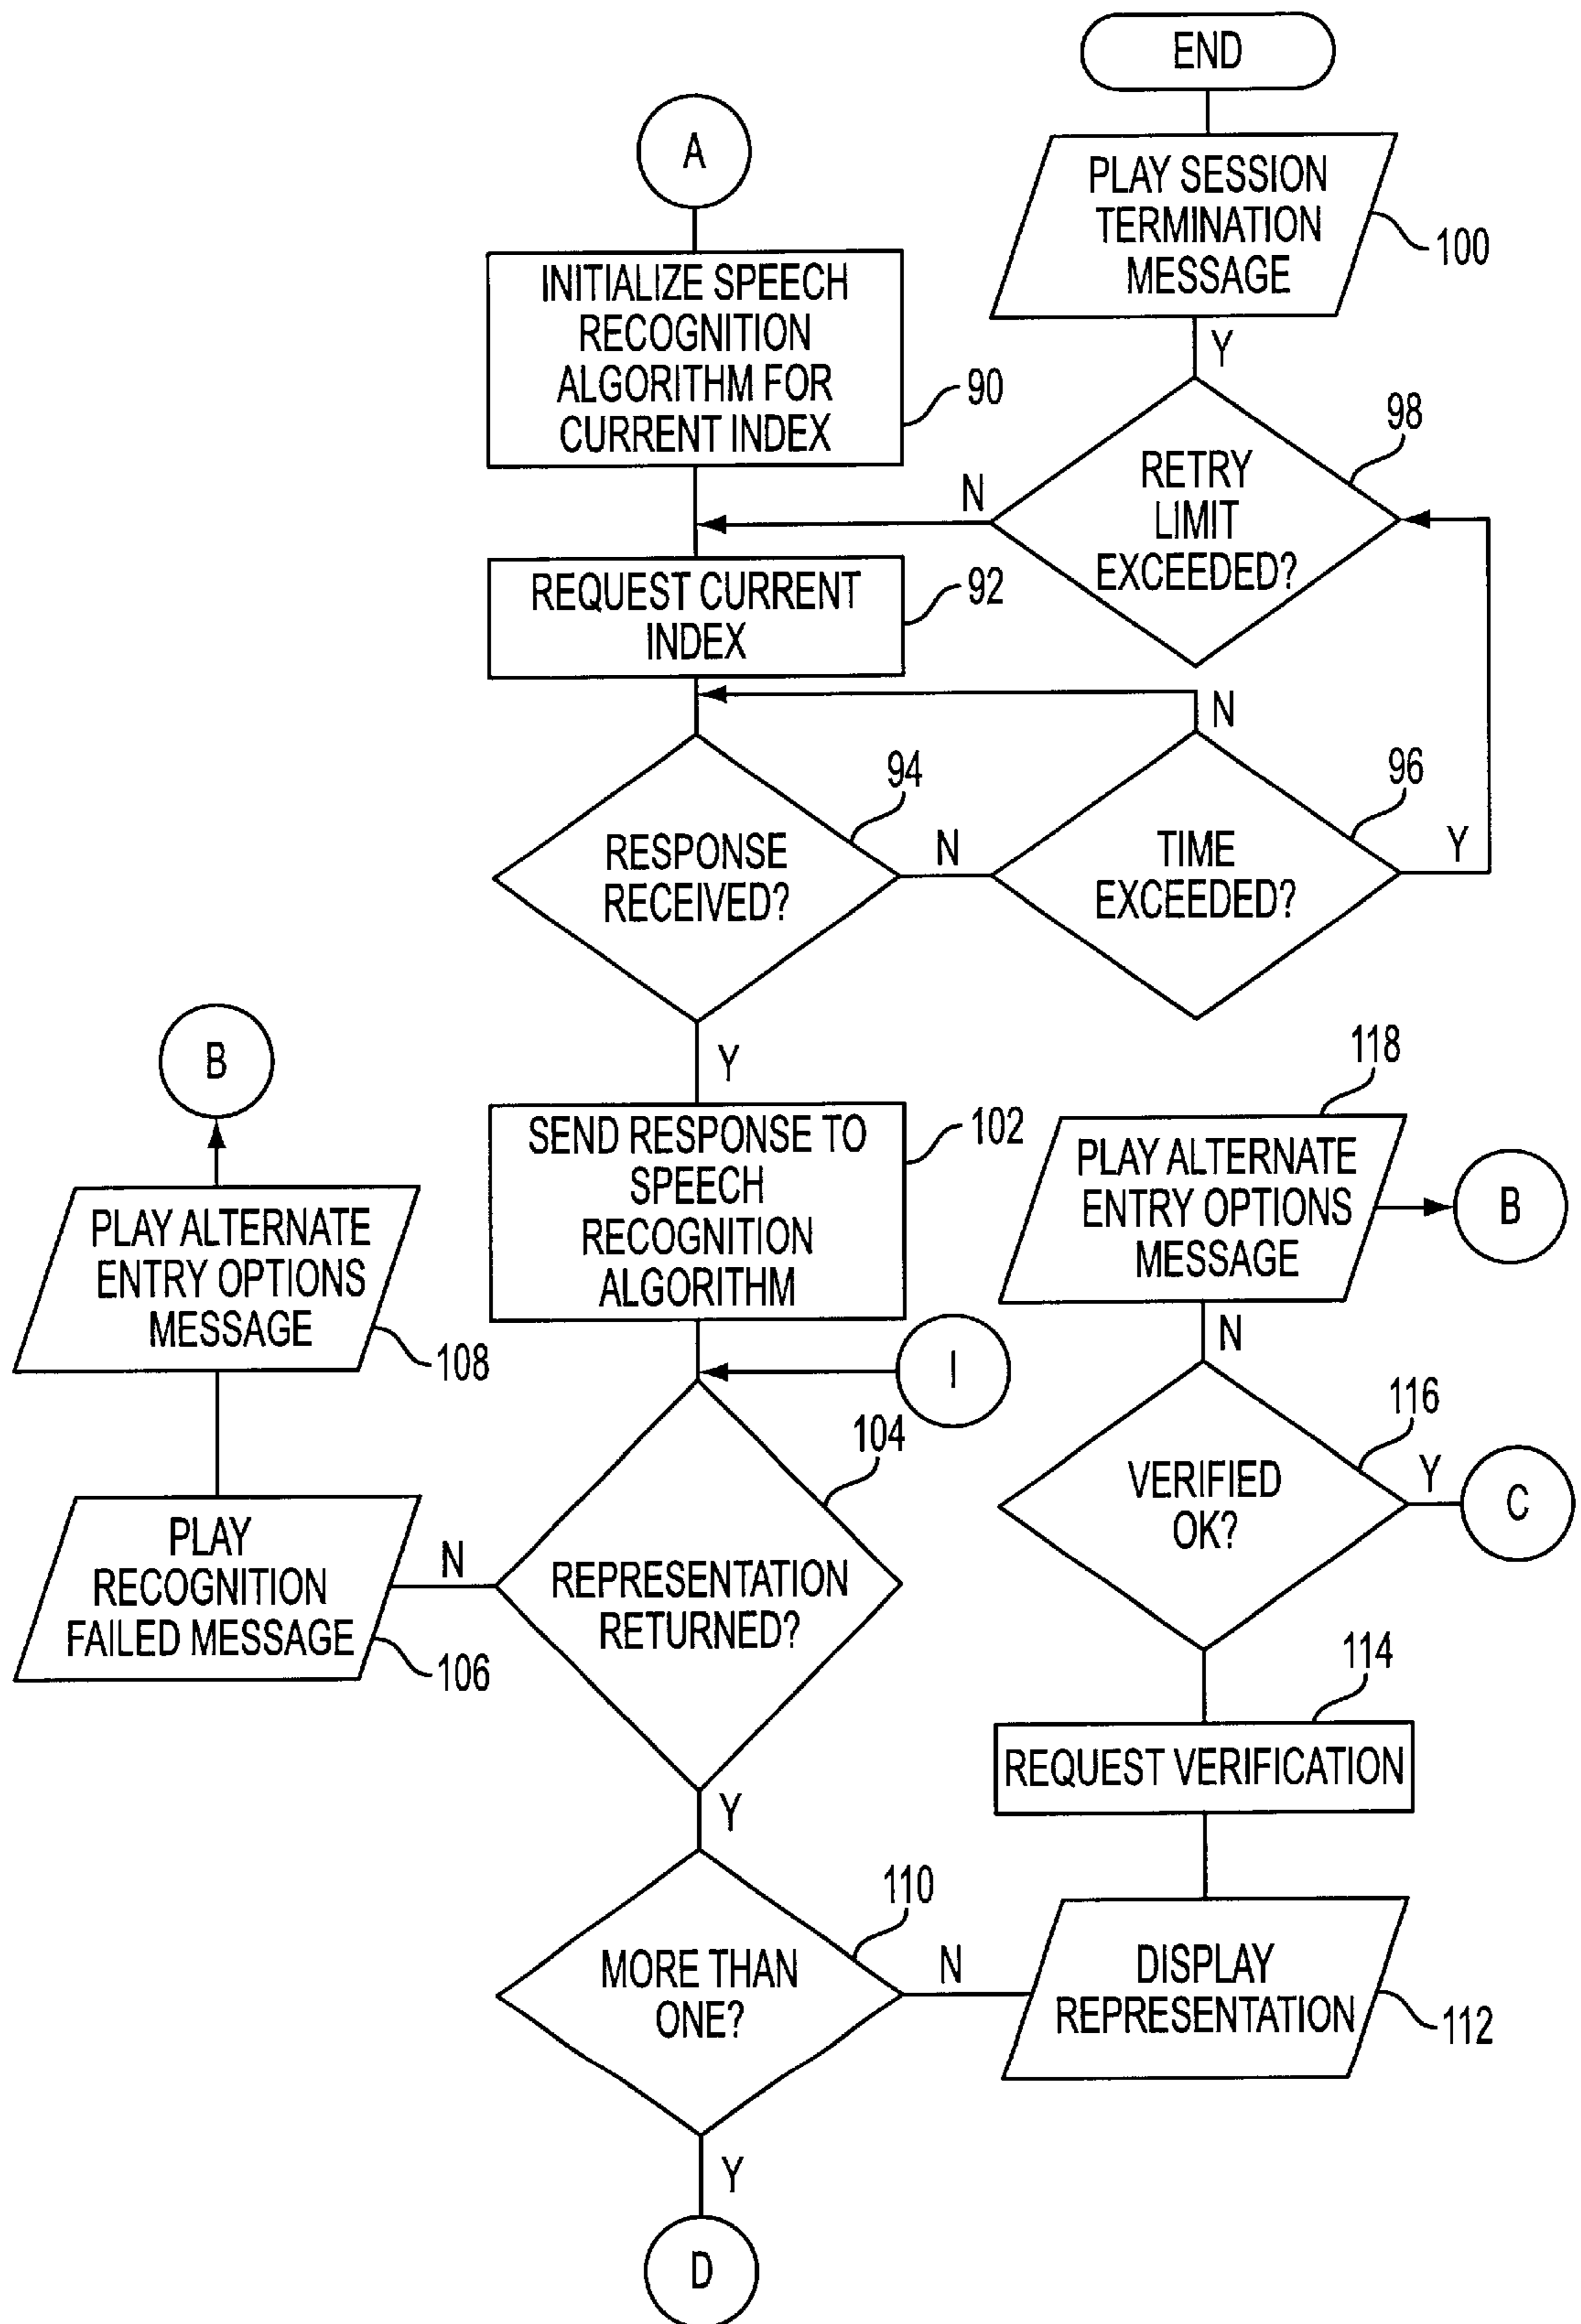 END
A
PLAY SESSION
TERMINATION
MESSAGE
100
INITIALIZE SPEECH
RECOGNITION
ALGORITHM FOR
CURRENT INDEX
90
Y
98
RETRY
LIMIT
EXCEEDED?
N
REQUEST CURRENT
INDEX
92
N
94
96
RESPONSE
RECEIVED?
N
TIME
EXCEEDED?
Y
B
Y
118
SEND RESPONSE TO
SPEECH
RECOGNITION
ALGORITHM
102
PLAY ALTERNATE
ENTRY OPTIONS
MESSAGE
B
PLAY ALTERNATE
ENTRY OPTIONS
MESSAGE
108
I
N
104
116
VERIFIED
OK?
Y
C
PLAY
RECOGNITION
FAILED MESSAGE
106
N
REPRESENTATION
RETURNED?
114
REQUEST VERIFICATION
Y
110
MORE THAN
ONE?
N
DISPLAY
REPRESENTATION
112
Y
D